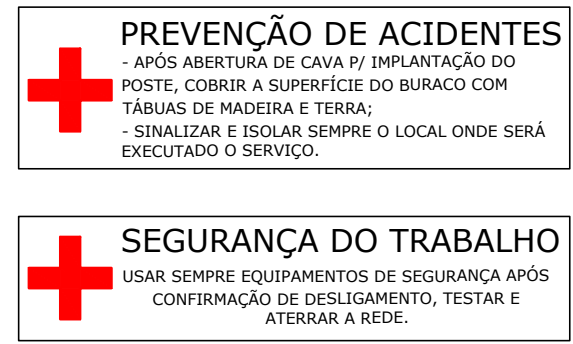 PREVENÇÃO DE ACIDENTES
- APÓS ABERTURA DE CAVA P/ IMPLANTAÇÃO DO
POSTE, COBRIR A SUPERFÍCIE DO BURACO COM
TÁBUAS DE MADEIRA E TERRA;
- SINALIZAR E ISOLAR SEMPRE O LOCAL ONDE SERÁ
EXECUTADO O SERVIÇO.
SEGURANÇA DO TRABALHO
USAR SEMPRE EQUIPAMENTOS DE SEGURANÇA APÓS
CONFIRMAÇÃO DE DESLIGAMENTO, TESTAR E
ATERRAR A REDE.